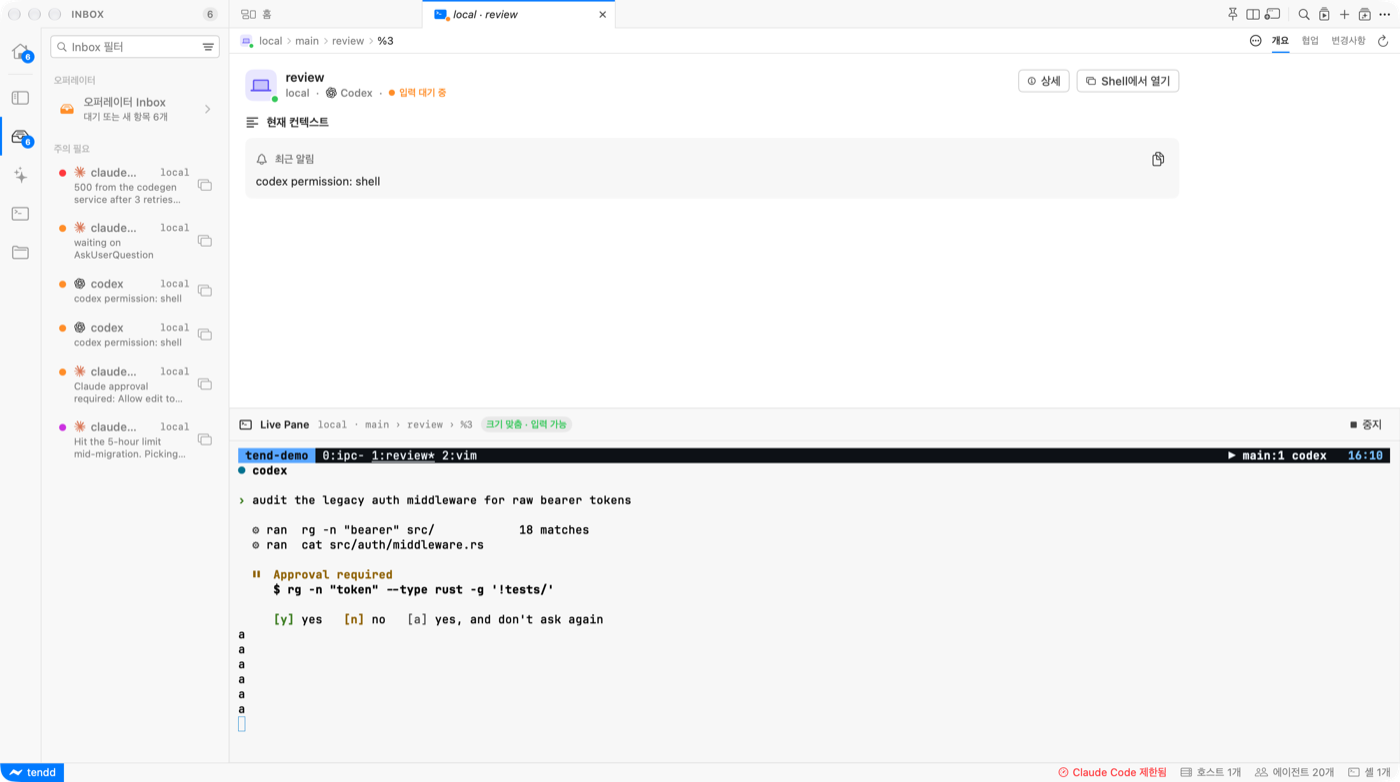 INBOX 6
홈
local · review
6
Inbox 필터
오퍼레이터
오퍼레이터 Inbox
대기 또는 새 항목 6개
6
주의 필요
claude... local
500 from the codegen
service after 3 retries...
claude... local
waiting on
AskUserQuestion
codex local
codex permission: shell
codex local
codex permission: shell
claude... local
Claude approval
required: Allow edit to...
claude... local
Hit the 5-hour limit
mid-migration. Picking...
local › main › review › %3
개요 협업 변경사항
review
local · Codex · 입력 대기 중
상세 Shell에서 열기
현재 컨텍스트
최근 알림
codex permission: shell
Live Pane local · main › review › %3 크기 맞춤 · 입력 가능 중지
tend-demo 0:ipc- 1:review* 2:vim ▶ main:1 codex 16:10
● codex
› audit the legacy auth middleware for raw bearer tokens
⚙ ran rg -n "bearer" src/ 18 matches
⚙ ran cat src/auth/middleware.rs
⏸ Approval required
$ rg -n "token" --type rust -g '!tests/'
[y] yes [n] no [a] yes, and don't ask again
a
a
a
a
a
a
tendd
Claude Code 제한됨 호스트 1개 에이전트 20개 셸 1개